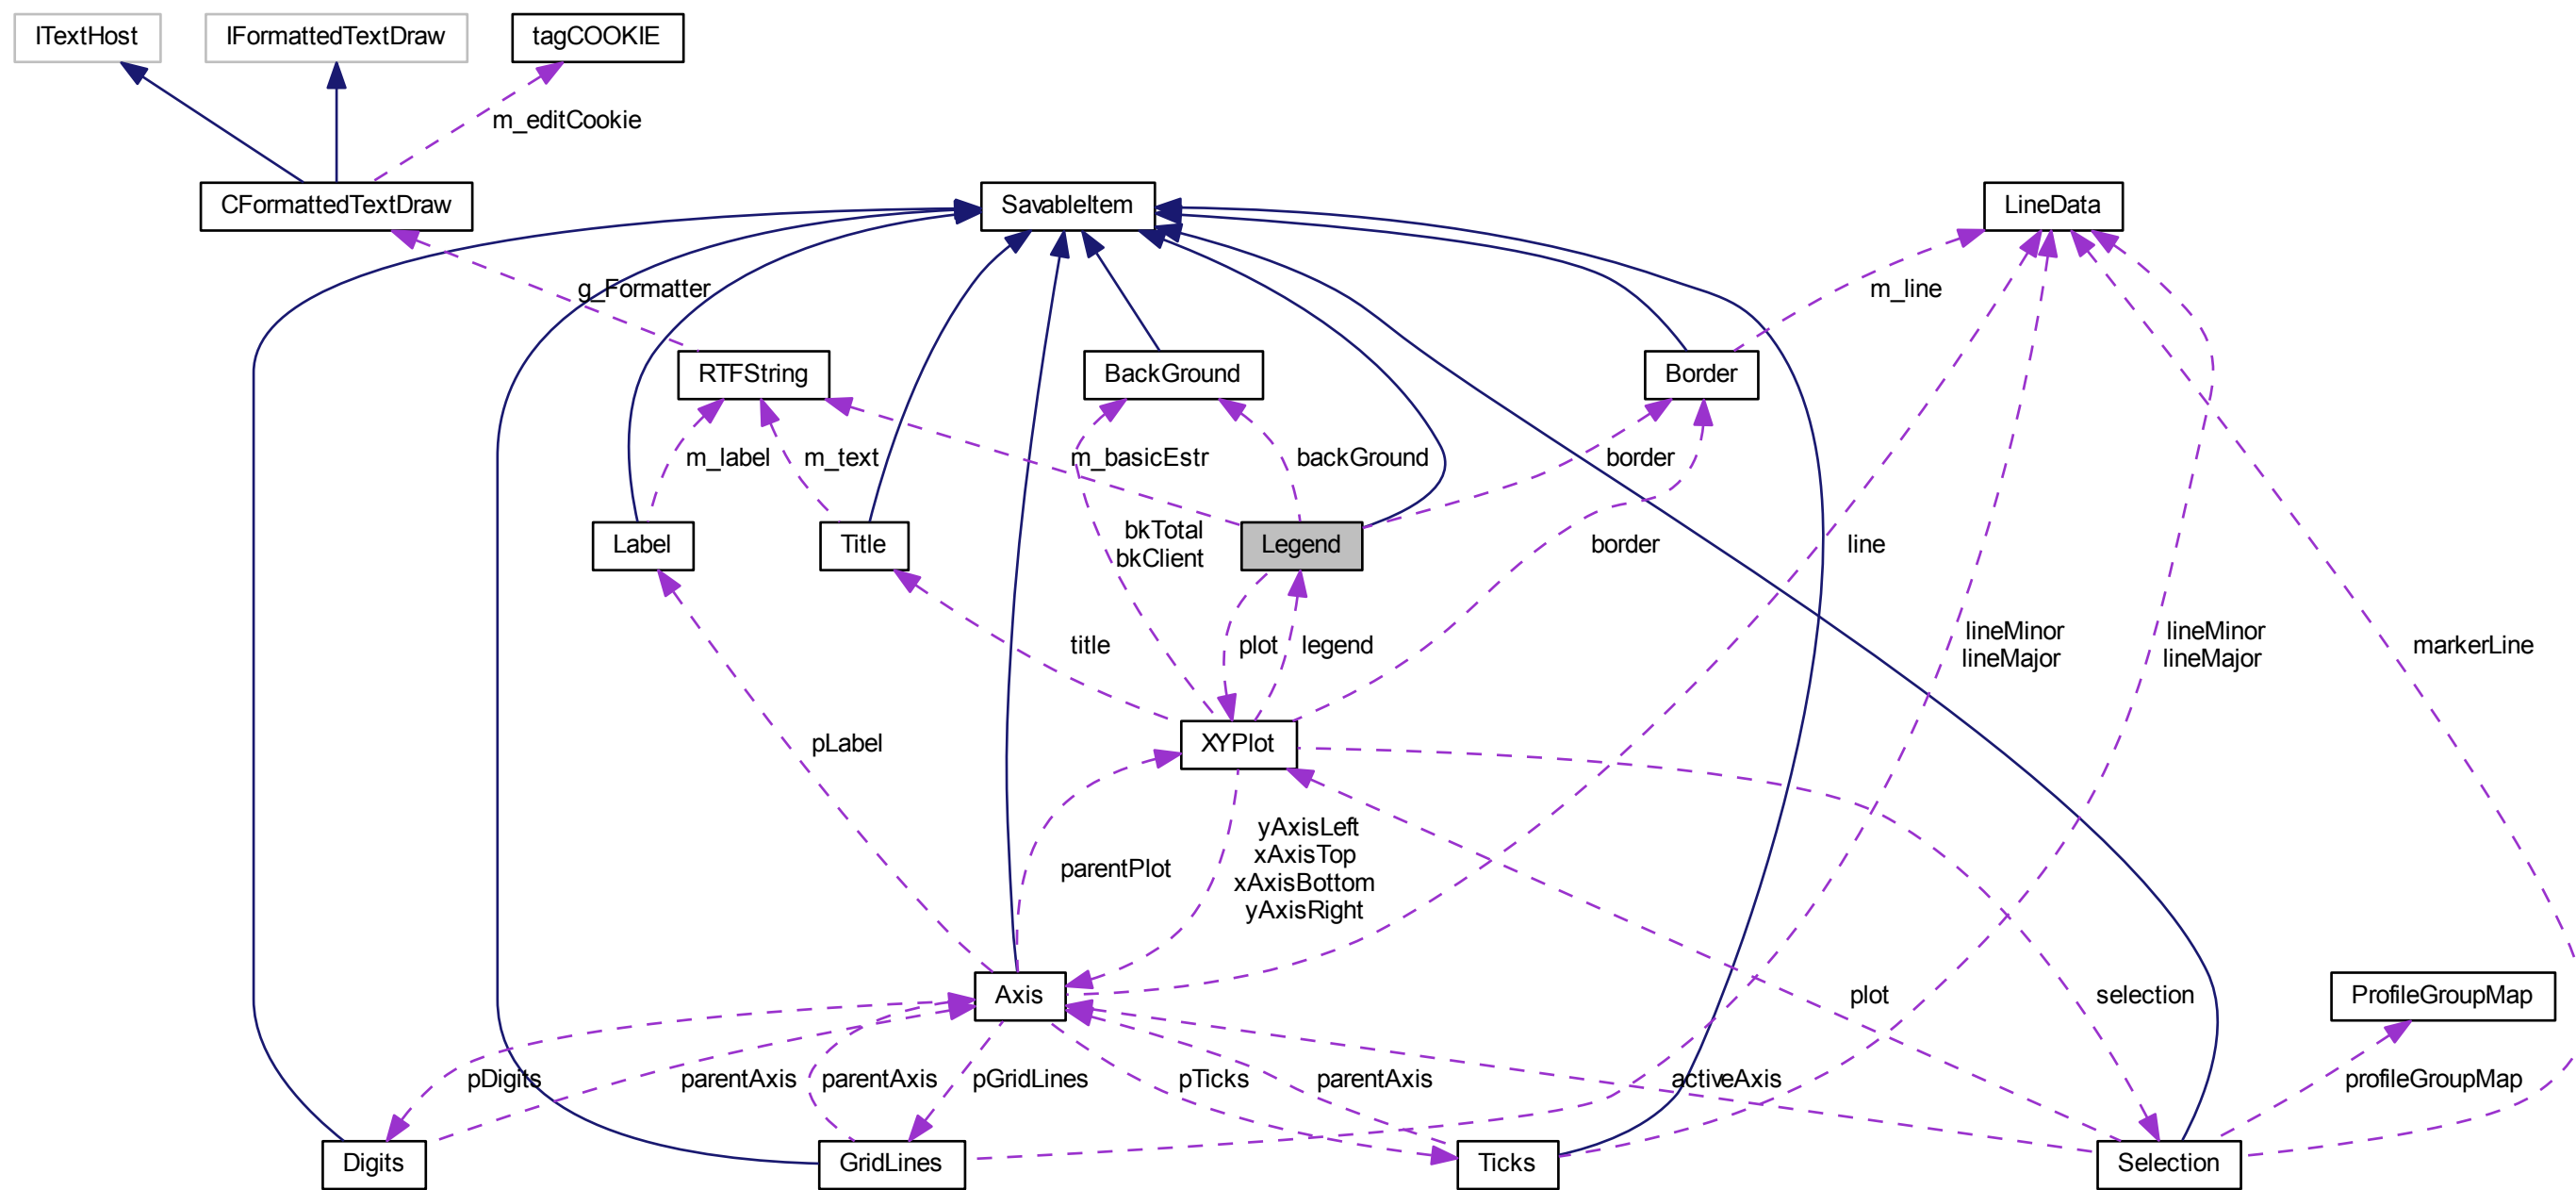 ITextHost
IFormattedTextDraw
tagCOOKIE
m_editCookie
CFormattedTextDraw
SavableItem
LineData
g_Formatter
m_line
RTFString
BackGround
Border
m_label
m_text
m_basicEstr
backGround
border
Label
Title
bkTotal
bkClient
Legend
border
line
title
plot
legend
lineMinor
lineMajor
lineMinor
lineMajor
markerLine
pLabel
XYPlot
parentPlot
yAxisLeft
xAxisTop
xAxisBottom
yAxisRight
Axis
plot
selection
ProfileGroupMap
pDigits
parentAxis
parentAxis
pGridLines
pTicks
parentAxis
activeAxis
profileGroupMap
Digits
GridLines
Ticks
Selection